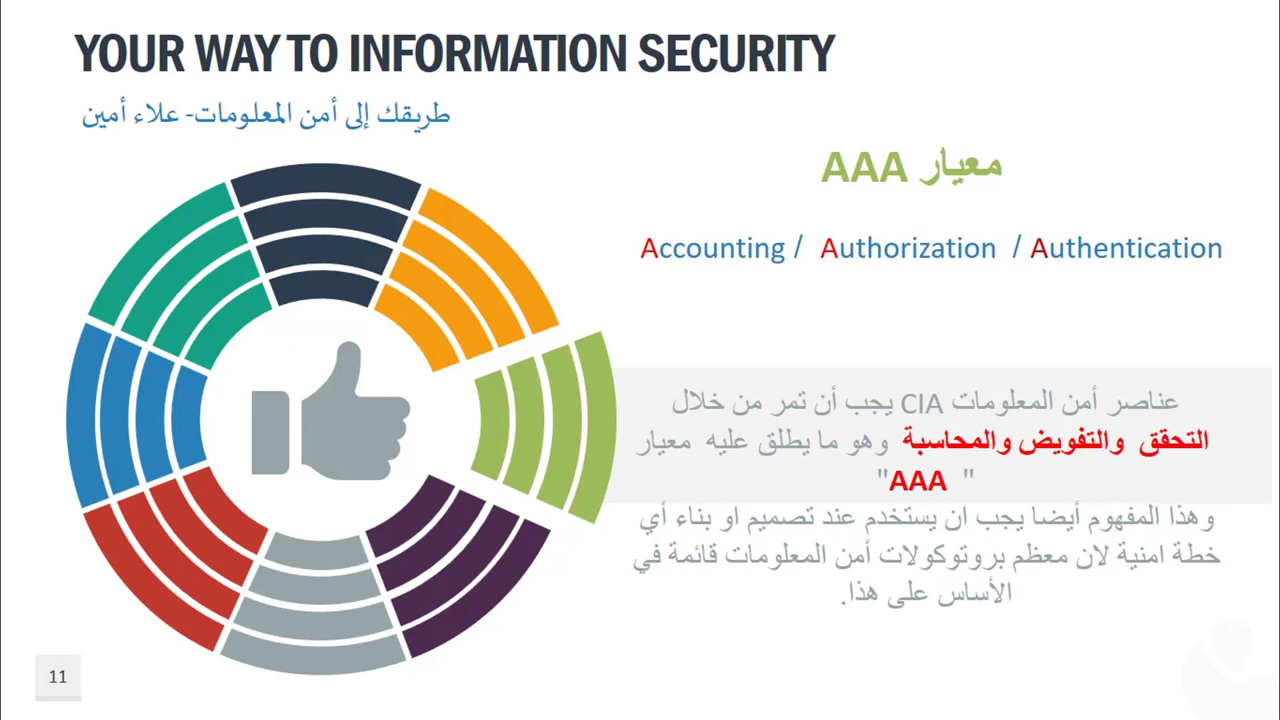 YOUR WAY TO INFORMATION SECURITY
طريقك إلى أمن المعلومات- علاء أمين
معيار AAA
Accounting / Authorization / Authentication
عناصر أمن المعلومات CIA يجب أن تمر من خلال
التحقق والتفويض والمحاسبة وهو ما يطلق عليه معيار
" AAA"
وهذا المفهوم أيضا يجب ان يستخدم عند تصميم او بناء أي
خطة امنية لان معظم بروتوكولات أمن المعلومات قائمة في
الأساس على هذا.
11